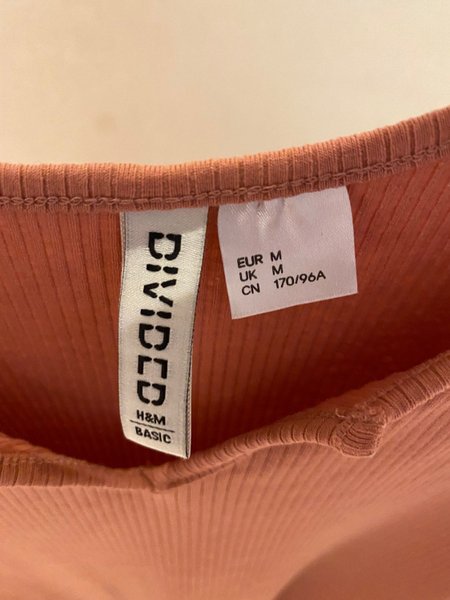 DIVIDED
H&M
BASIC
EUR M
UK M
CN 170/96A